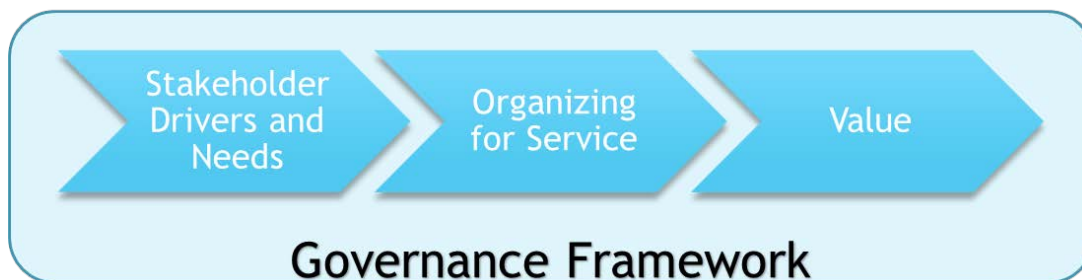 Stakeholder
Drivers and
Needs
Organizing
for Service
Value
Governance Framework